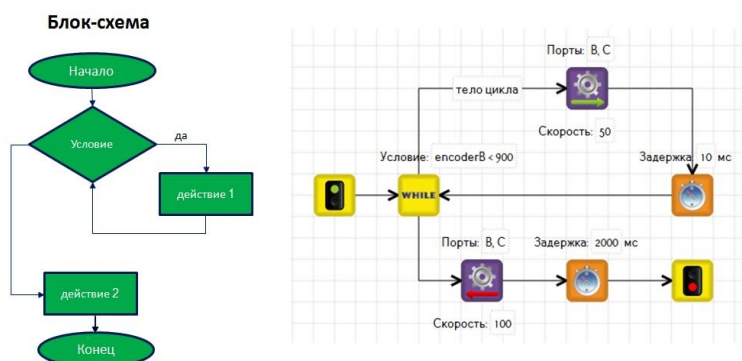 Блок-схема
Начало
Условие
да
действие 1
действие 2
Конец
Порты: B, C
тело цикла
Скорость: 50
Условие: encoderB < 900
Задержка: 10 мс
WHILE
Порты: B, C
Задержка: 2000 мс
Скорость: 100